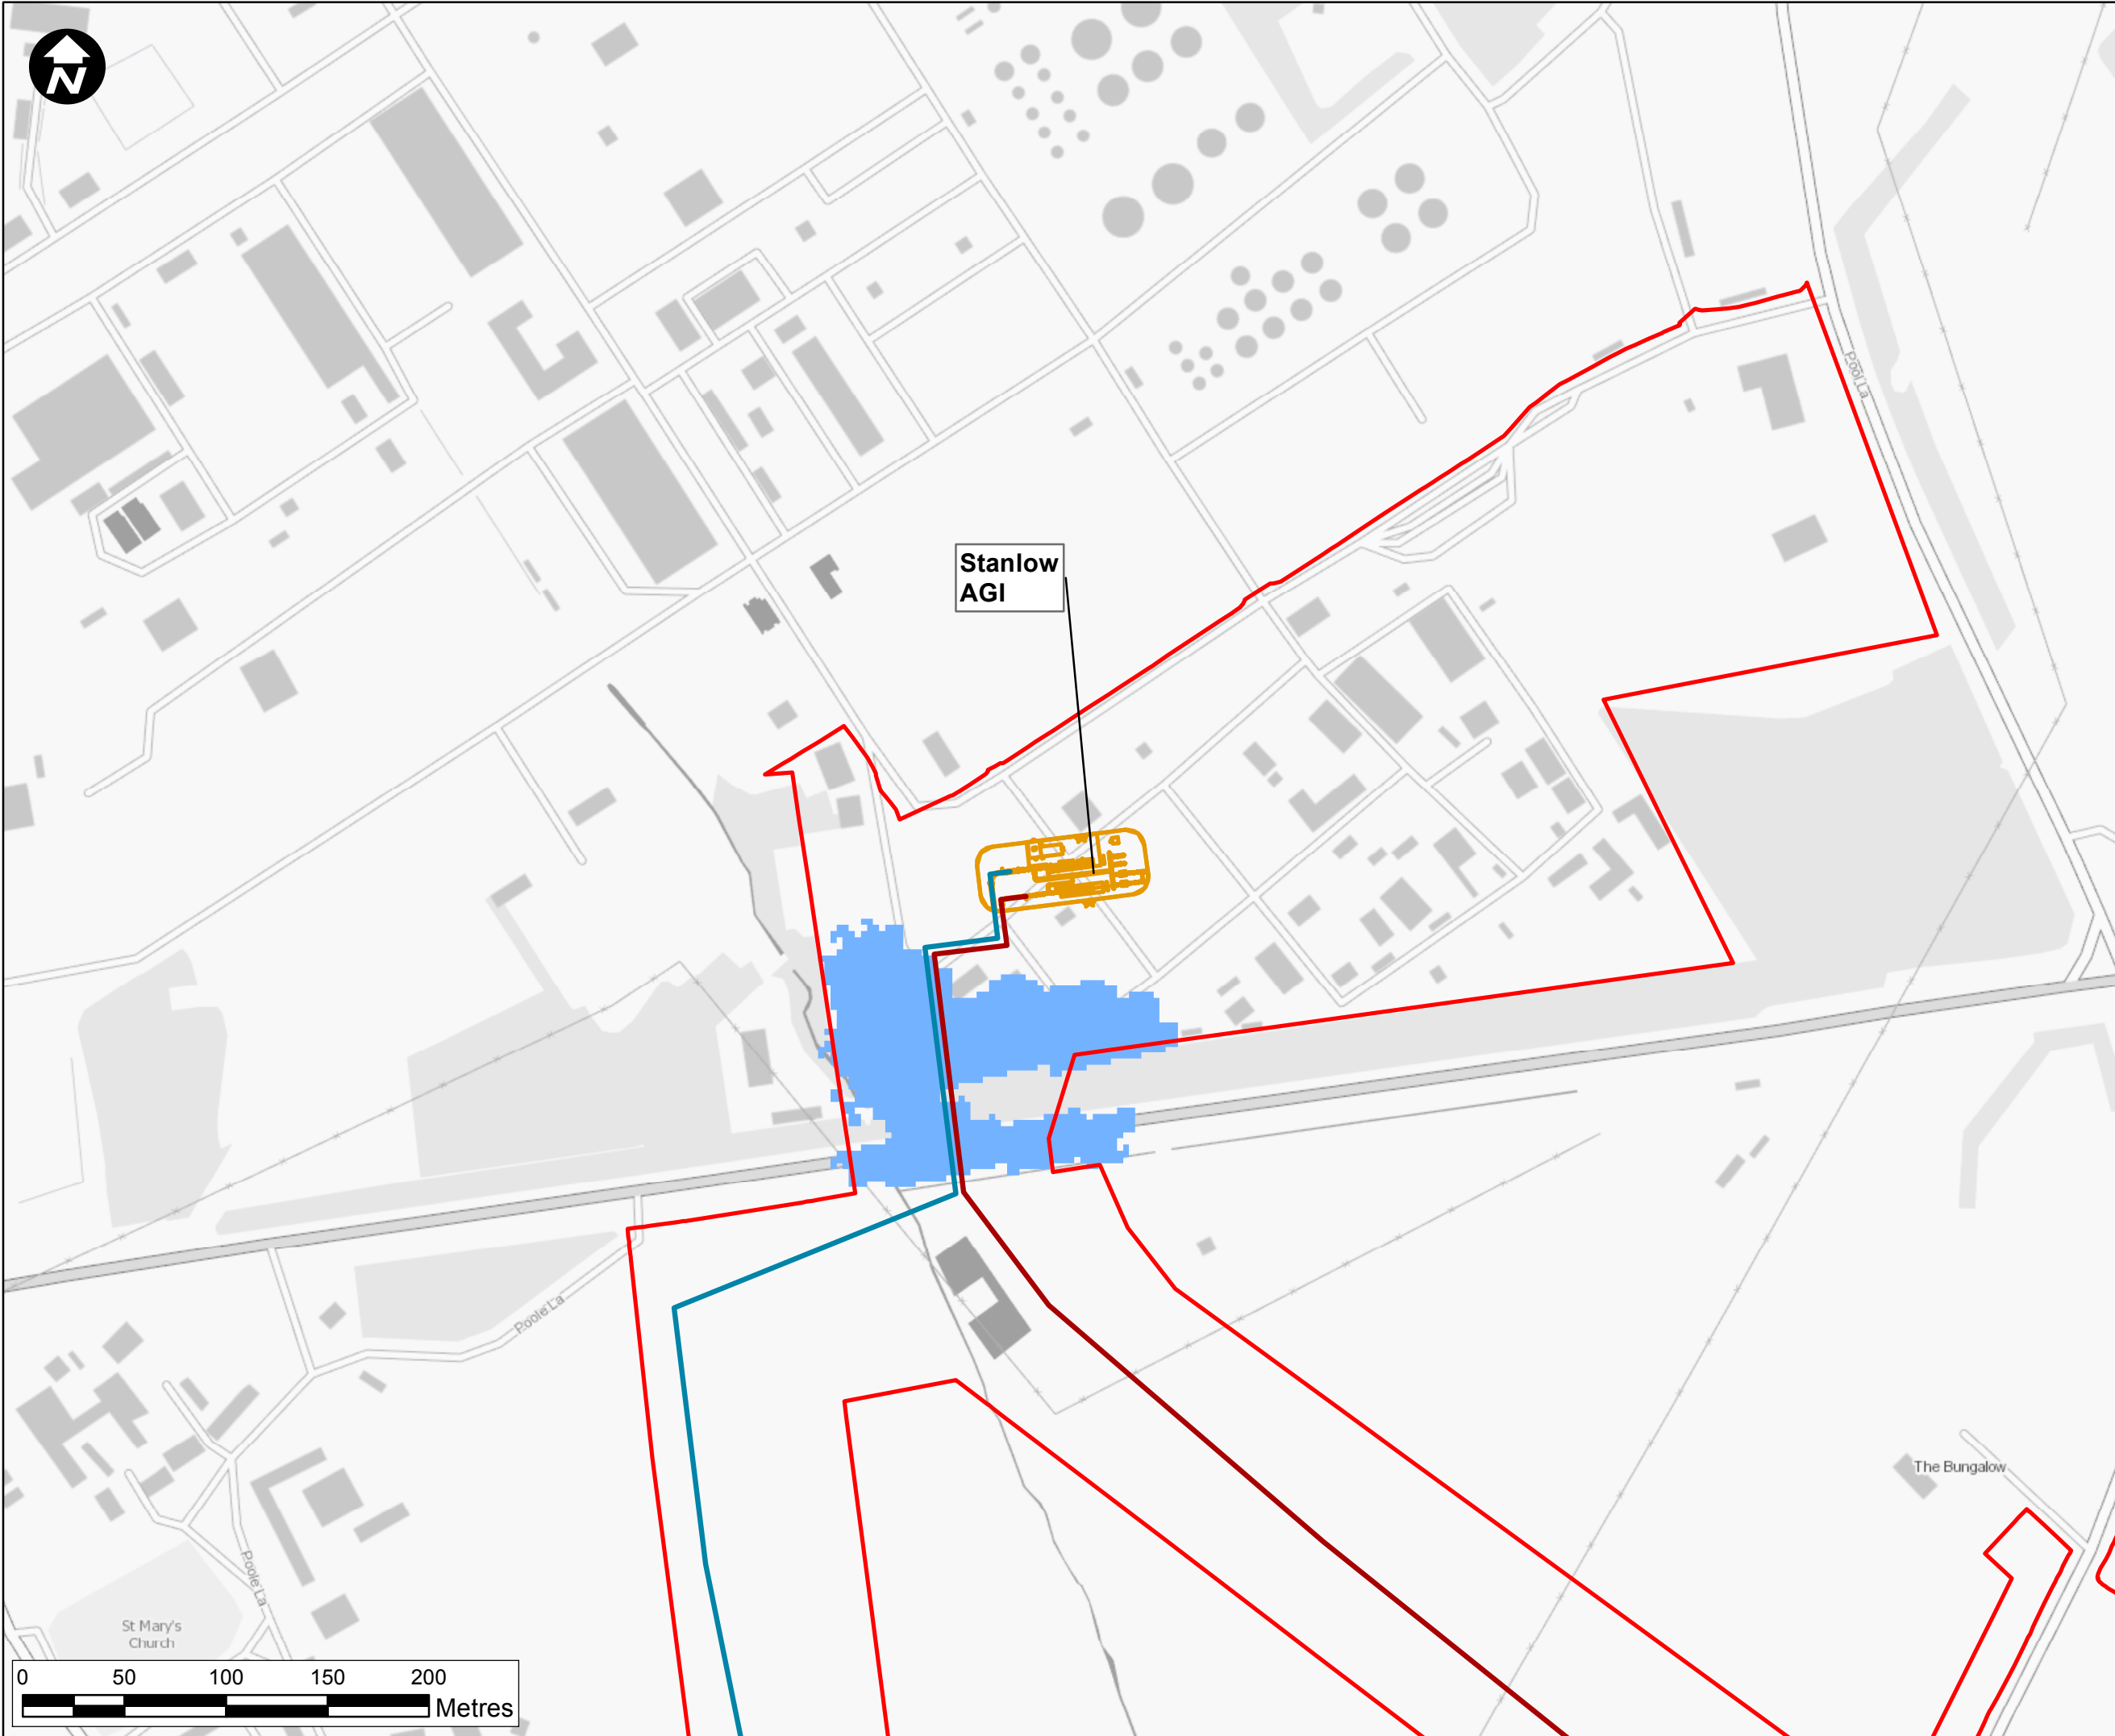 N
Pool La
Stanlow
AGI
Poole La
The Bungalow
Poole La
St Mary's
Church
0 50 100 150 200
Metres